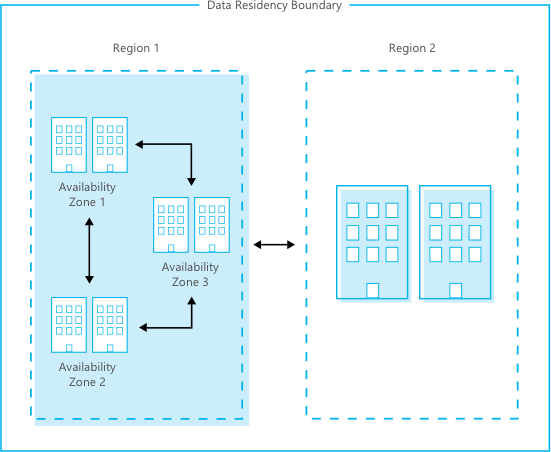 Data Residency Boundary
Region 1
Region 2
Availability
Zone 1
Availability
Zone 3
Availability
Zone 2